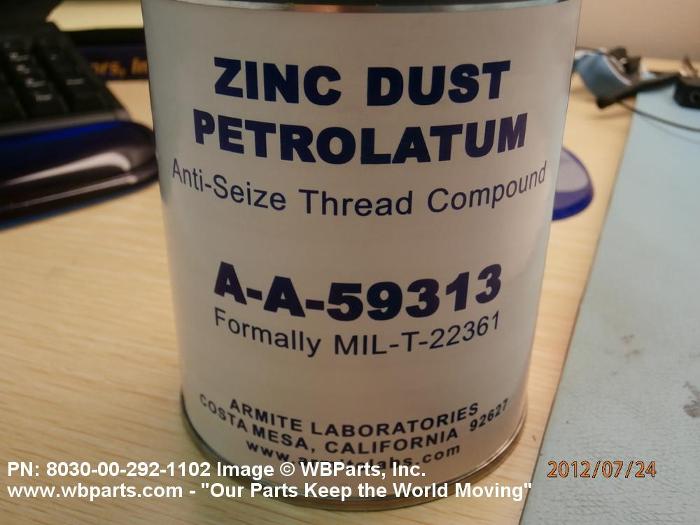 ZINC DUST
PETROLATUM
Anti-Seize Thread Compound
A-A-59313
Formally MIL-T-22361
ARMITE LABORATORIES
COSTA MESA, CALIFORNIA 92627
PN: 8030-00-292-1102 Image © WBParts, Inc.
www.wbparts.com - "Our Parts Keep the World Moving"
2012/07/24